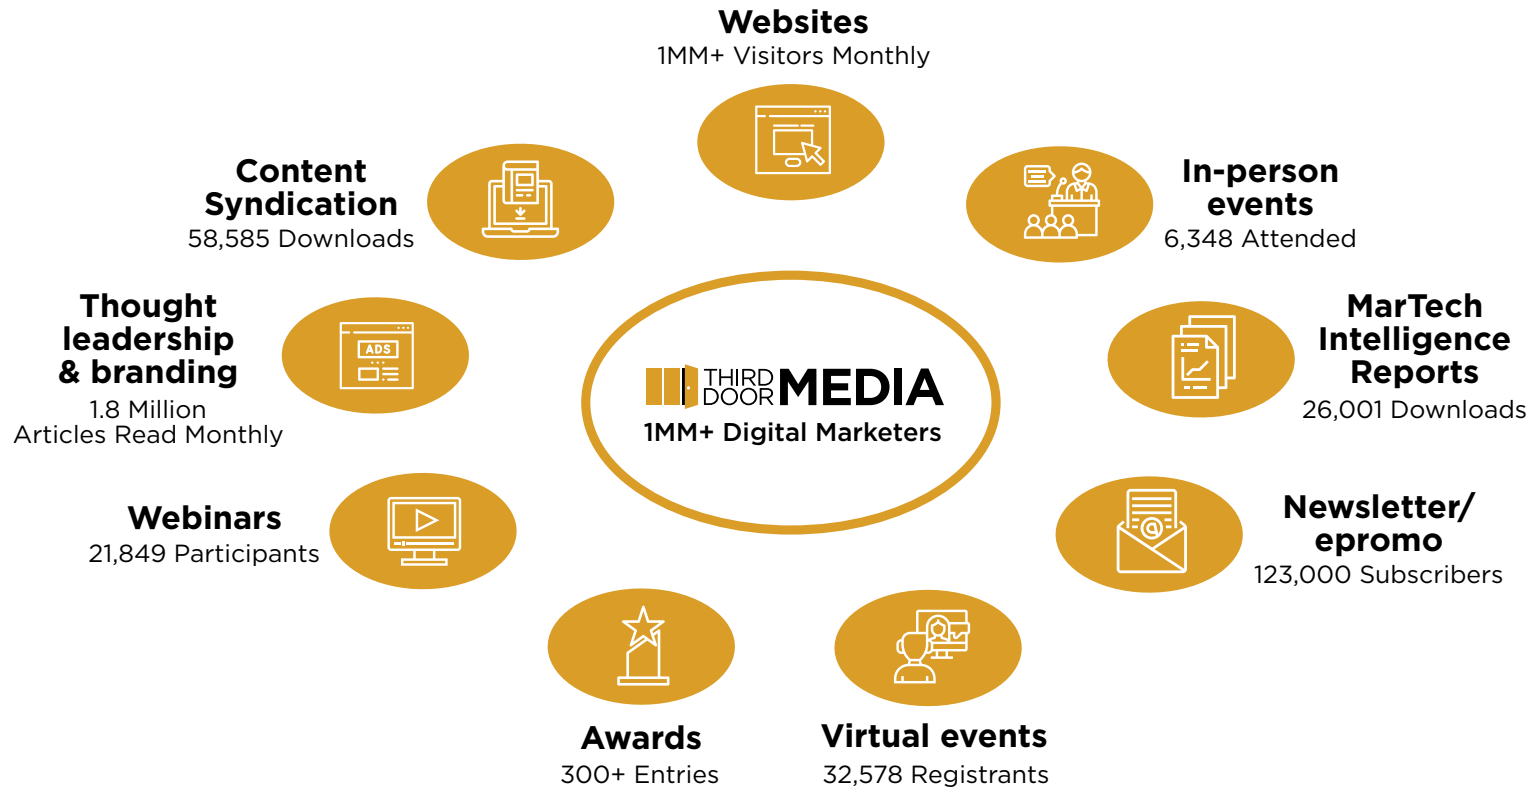 Websites
1MM+ Visitors Monthly
Content
Syndication
58,585 Downloads
In-person
events
6,348 Attended
Thought
leadership
& branding
1.8 Million
Articles Read Monthly
ADS
MarTech
Intelligence
Reports
26,001 Downloads
THIRD
DOOR MEDIA
1MM+ Digital Marketers
Webinars
21,849 Participants
Newsletter/
epromo
123,000 Subscribers
@
Awards
300+ Entries
Virtual events
32,578 Registrants